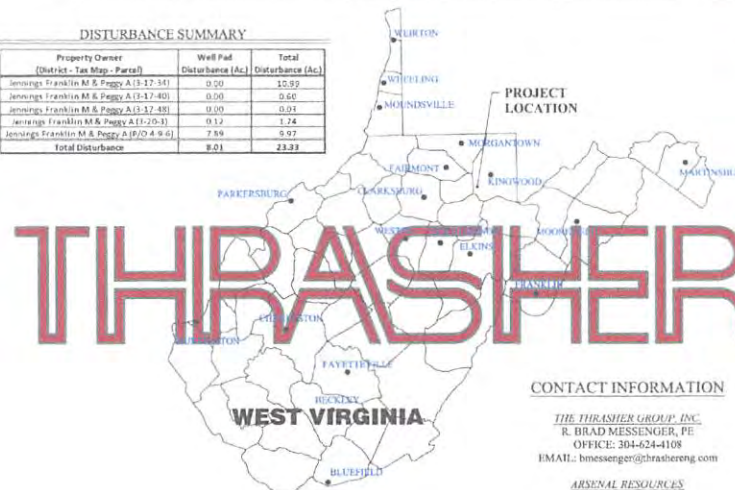 DISTURBANCE SUMMARY
Property Owner (District - Tax Map - Parcel) Well Pad Disturbance (Ac.) Total Disturbance (Ac.)
Jennings Franklin M & Peggy A (3-17-34) 0.00 10.99
Jennings Franklin M & Peggy A (3-17-40) 0.00 0.60
Jennings Franklin M & Peggy A (3-17-48) 0.00 0.03
Jennings Franklin M & Peggy A (3-20-1) 0.12 1.74
Jennings Franklin M & Peggy A (P/O 4-9-6) 7.89 9.97
Total Disturbance 8.01 23.33
WEIRTON
WHEELING
MOUNDSVILLE
PROJECT
LOCATION
MORGANTOWN
FAIRMONT
KINGWOOD
MARTINSBU
PARKERSBURG
CLARKSBURG
WESTON
ELKINS
MOOREFIELD
FRANKLIN
THRASHER
CHARLESTON
HUNTINGTON
FAYETTEVILLE
BECKLEY
WEST VIRGINIA
BLUEFIELD
CONTACT INFORMATION
THE THRASHER GROUP, INC.
R. BRAD MESSENGER, PE
OFFICE: 304-624-4108
EMAIL: bmessenger@thrashereng.com
ARSENAL RESOURCES